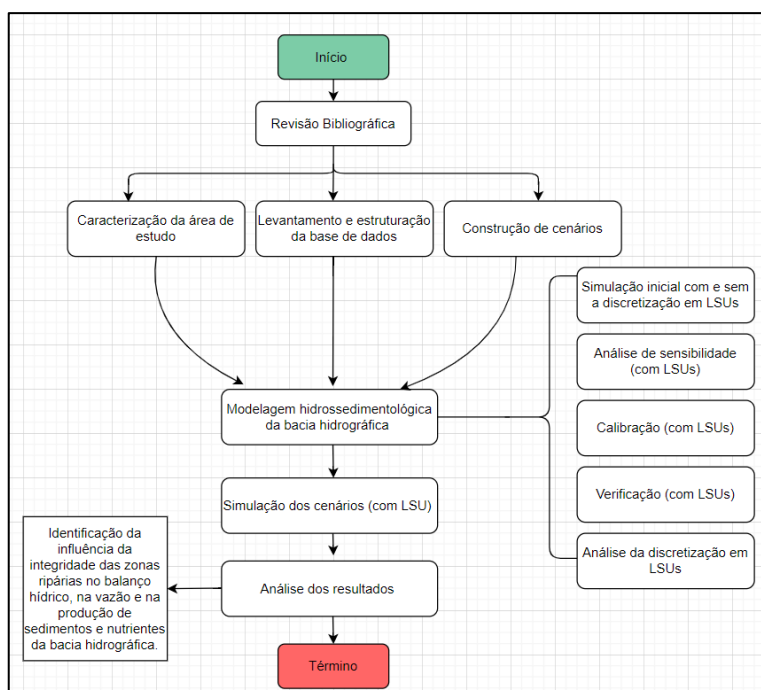 Início
Revisão Bibliográfica
Caracterização da área de
estudo
Levantamento e estruturação
da base de dados
Construção de cenários
Simulação inicial com e sem
a discretização em LSUs
Análise de sensibilidade
(com LSUs)
Modelagem hidrossedimentológica
da bacia hidrográfica
Calibração (com LSUs)
Verificação (com LSUs)
Simulação dos cenários (com LSU)
Análise da discretização em
LSUs
Identificação da
influência da
integridade das zonas
ripárias no balanço
hídrico, na vazão e na
produção de
sedimentos e nutrientes
da bacia hidrográfica.
Análise dos resultados
Término